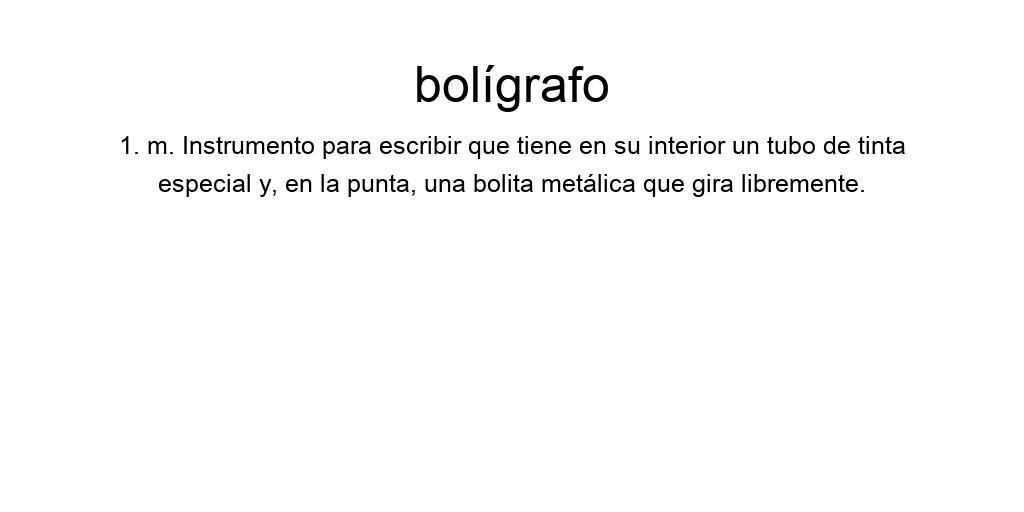 bolígrafo
1. m. Instrumento para escribir que tiene en su interior un tubo de tinta
especial y, en la punta, una bolita metálica que gira libremente.